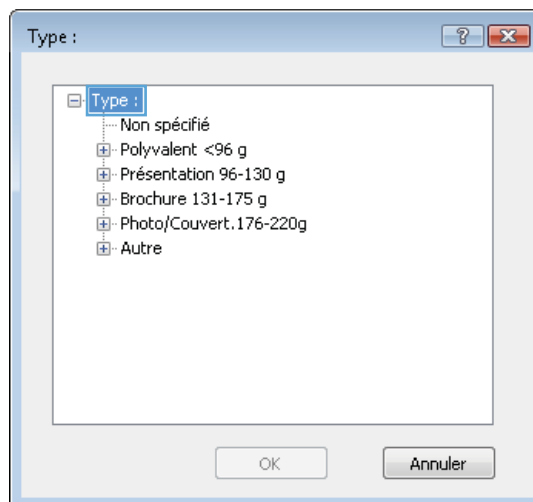 Type :
Type :
Non spécifié
Polyvalent <96 g
Présentation 96-130 g
Brochure 131-175 g
Photo/Couvert.176-220g
Autre
OK
Annuler